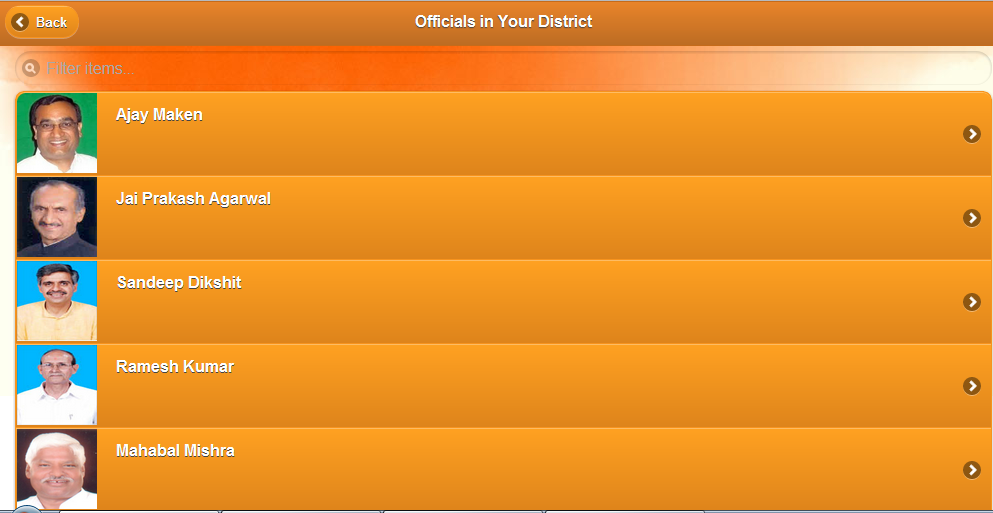 Back
Officials in Your District
Filter items...
Ajay Maken
Jai Prakash Agarwal
Sandeep Dikshit
Ramesh Kumar
Mahabal Mishra